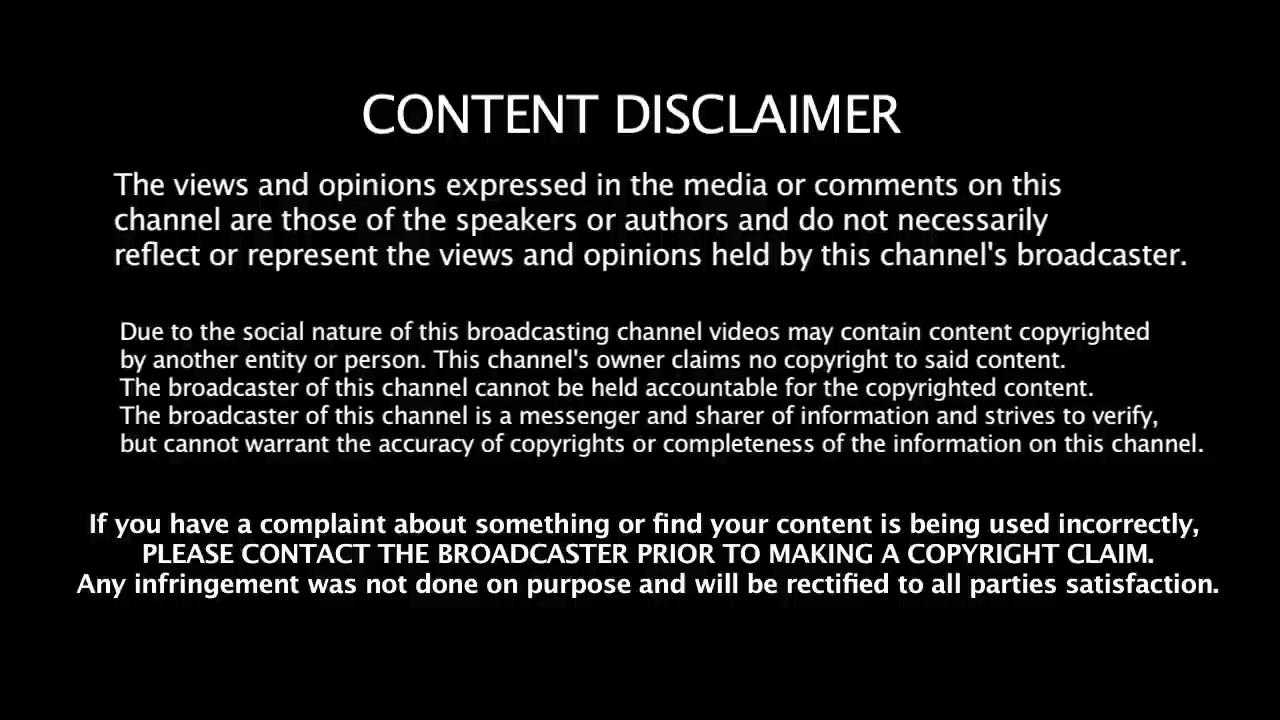 CONTENT DISCLAIMER
The views and opinions expressed in the media or comments on this
channel are those of the speakers or authors and do not necessarily
reflect or represent the views and opinions held by this channel's broadcaster.
Due to the social nature of this broadcasting channel videos may contain content copyrighted
by another entity or person. This channel's owner claims no copyright to said content.
The broadcaster of this channel cannot be held accountable for the copyrighted content.
The broadcaster of this channel is a messenger and sharer of information and strives to verify,
but cannot warrant the accuracy of copyrights or completeness of the information on this channel.
If you have a complaint about something or find your content is being used incorrectly,
PLEASE CONTACT THE BROADCASTER PRIOR TO MAKING A COPYRIGHT CLAIM.
Any infringement was not done on purpose and will be rectified to all parties satisfaction.